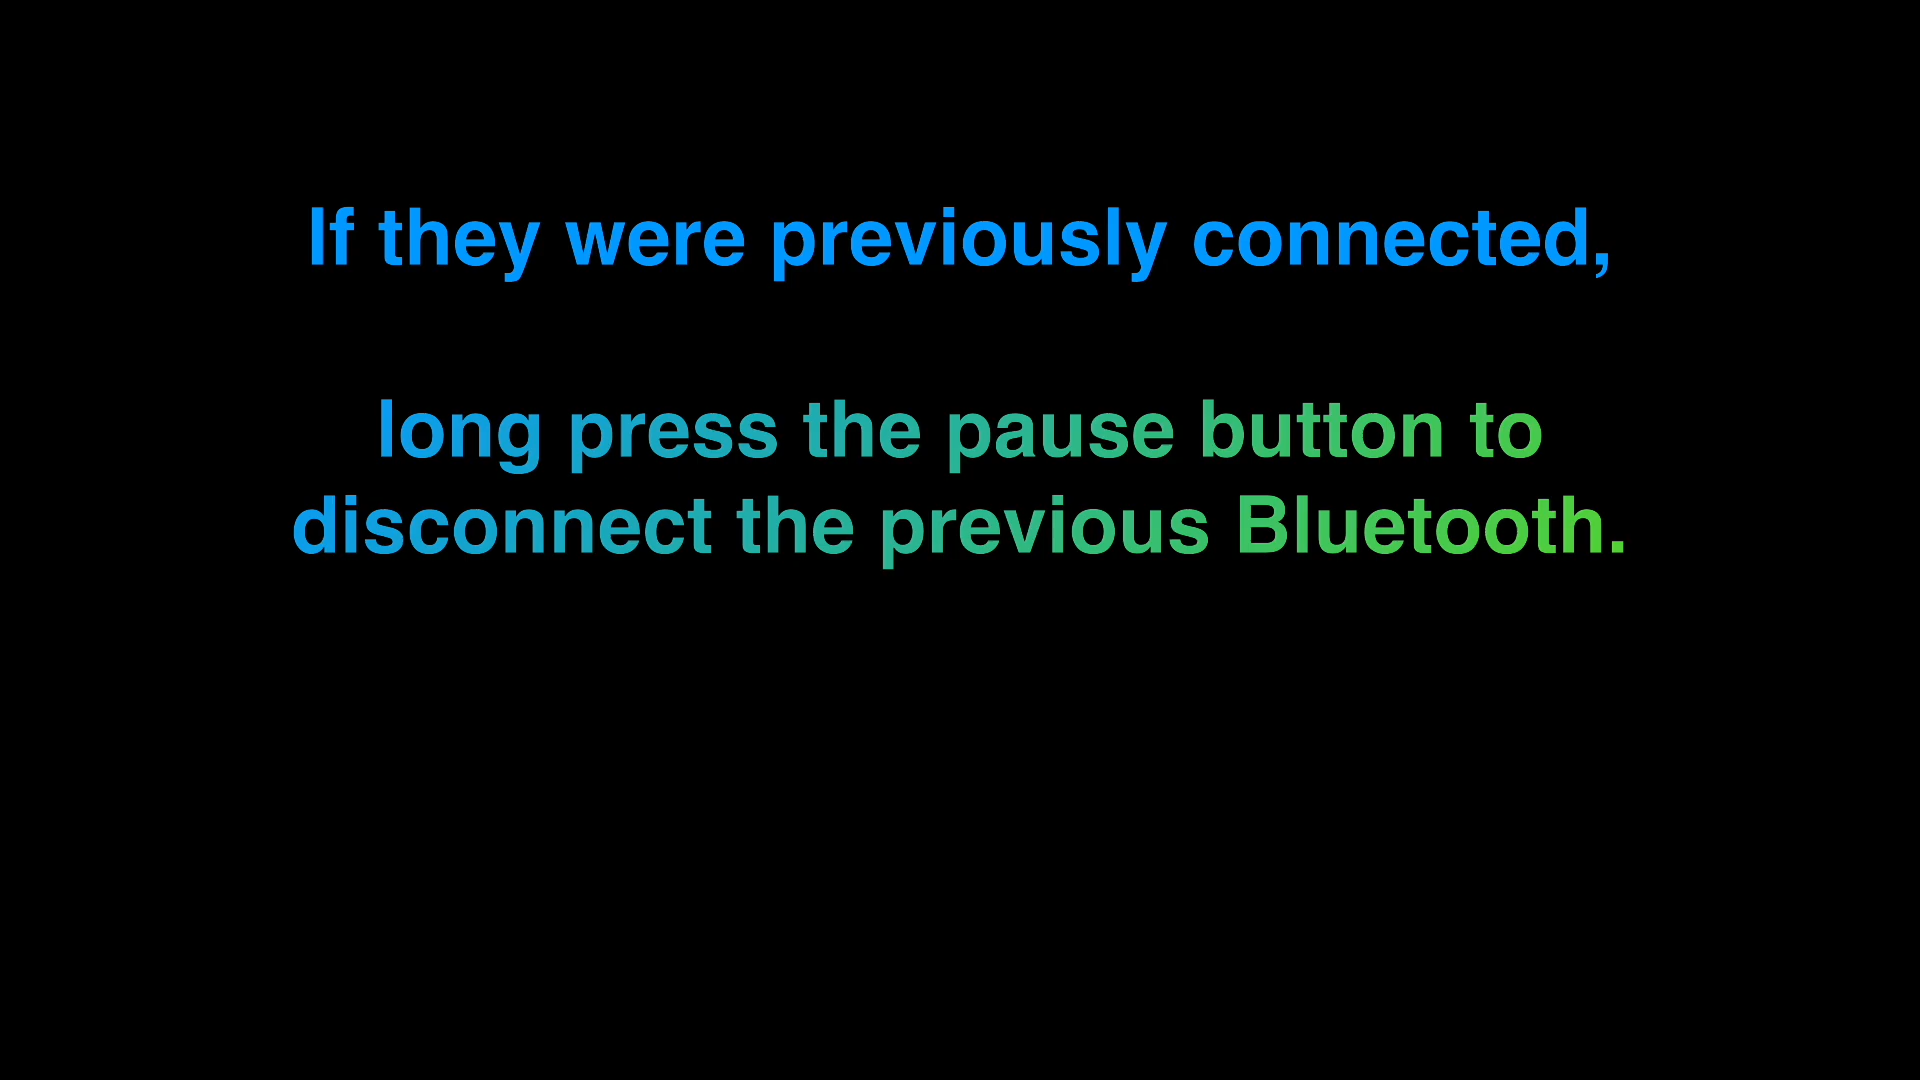 If they were previously connected,
long press the pause button to
disconnect the previous Bluetooth.